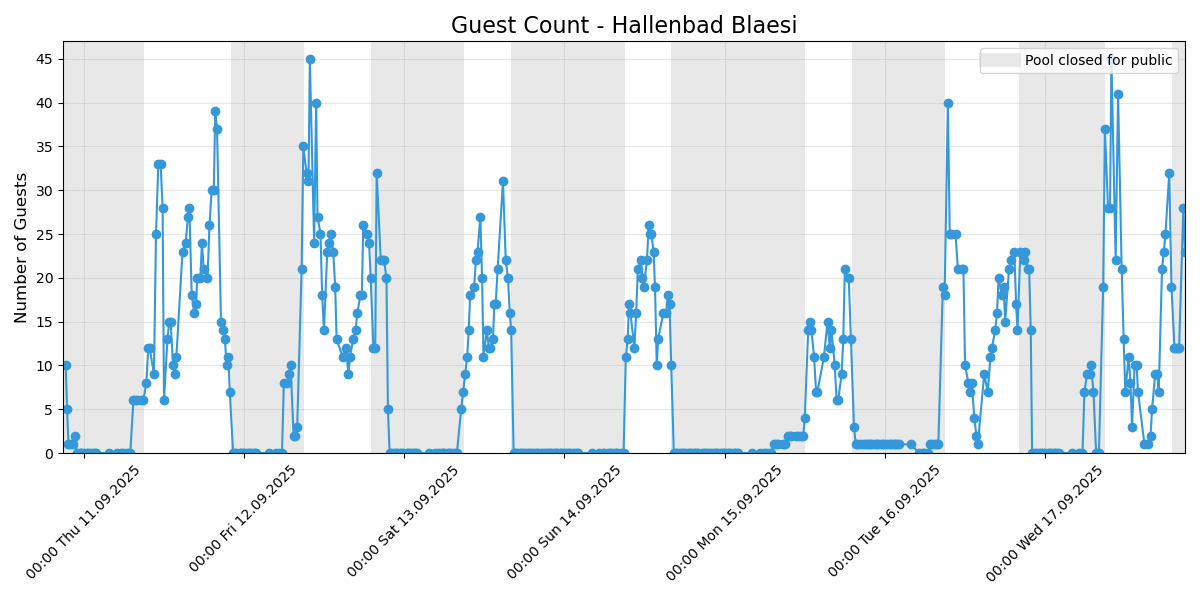 Guest Count - Hallenbad Blaesi
Pool closed for public
Number of Guests
45
40
35
30
25
20
15
10
5
0
00:00 Thu 11.09.2025
00:00 Fri 12.09.2025
00:00 Sat 13.09.2025
00:00 Sun 14.09.2025
00:00 Mon 15.09.2025
00:00 Tue 16.09.2025
00:00 Wed 17.09.2025